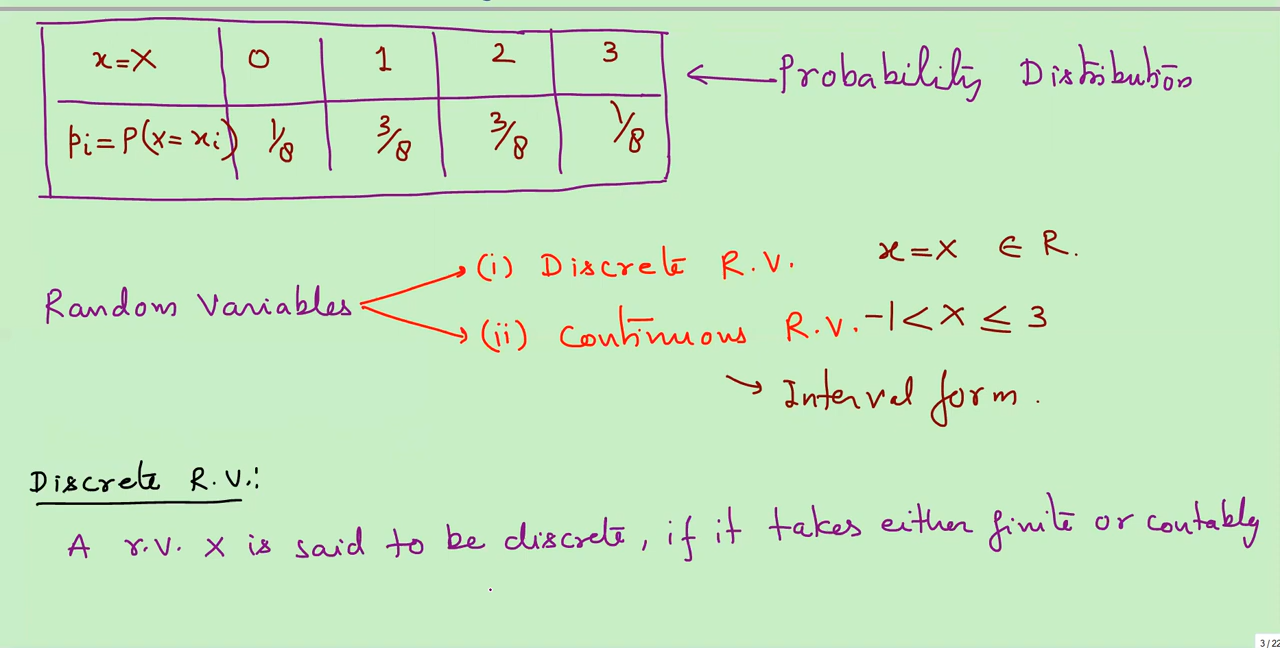 x=X 0 1 2 3
pi = P(x=xi) 1/8 3/8 3/8 1/8
← Probability Distribution
Random Variables
(i) Discrete R.V. x=X ∈ R.
(ii) Continuous R.V. -1<X≤3
→ Interval form.
Discrete R.V.:
A r.v. X is said to be discrete, if it takes either finite or contably
3/22